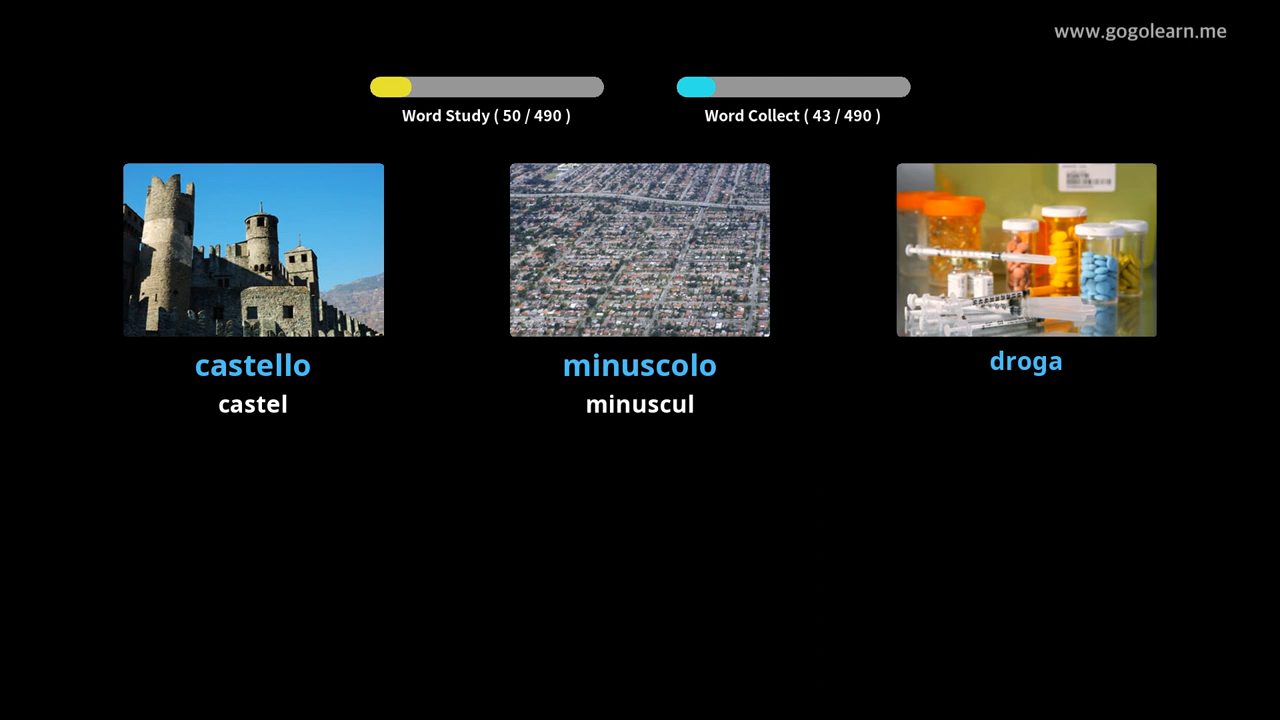 www.gogolearn.me
Word Study ( 50 / 490 )
Word Collect ( 43 / 490 )
castello
minuscolo
droga
castel
minuscul